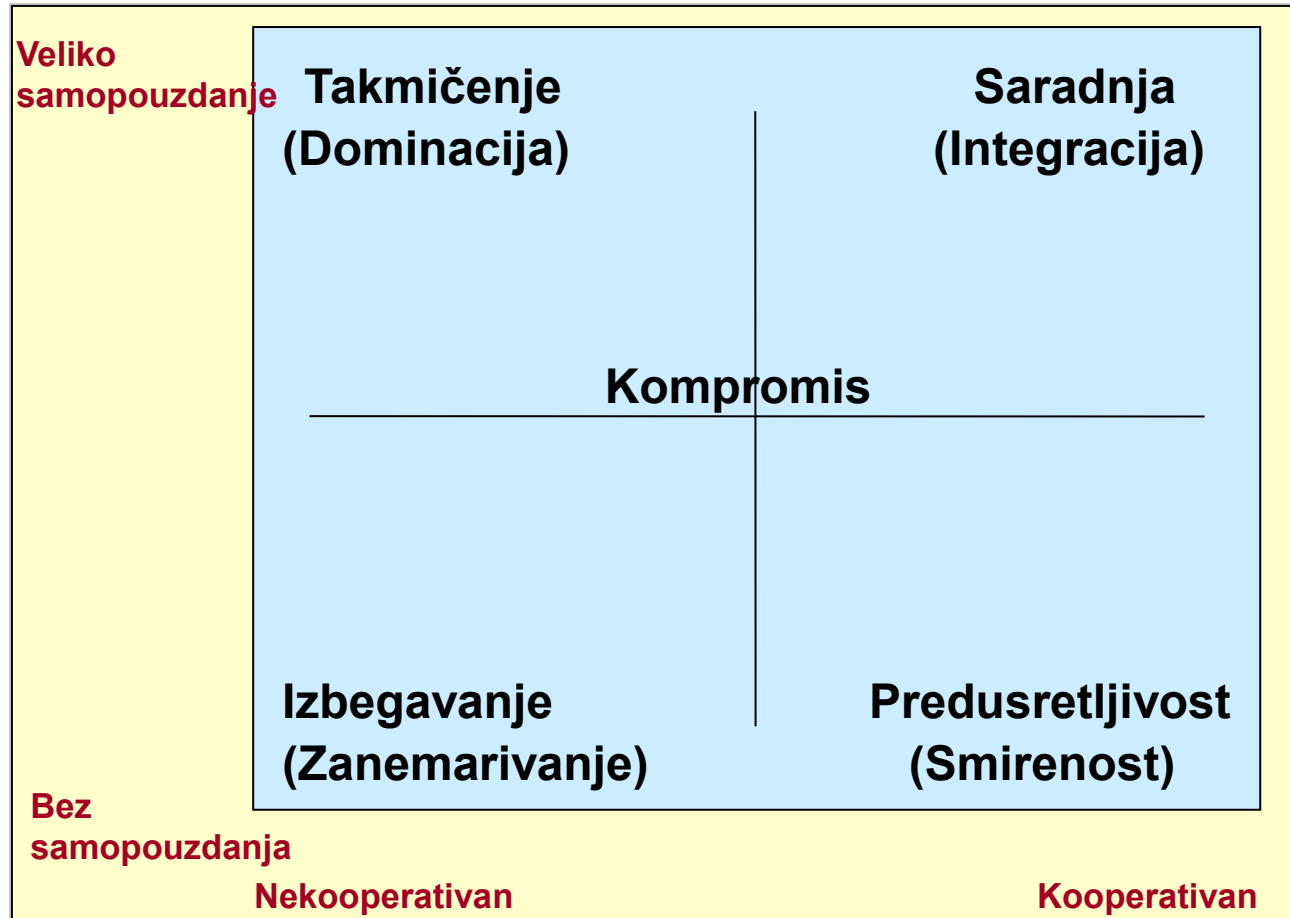 Veliko
samopouzdanje
Takmičenje
(Dominacija)
Saradnja
(Integracija)
Kompromis
Izbegavanje
(Zanemarivanje)
Predusretljivost
(Smirenost)
Bez
samopouzdanja
Nekooperativan
Kooperativan